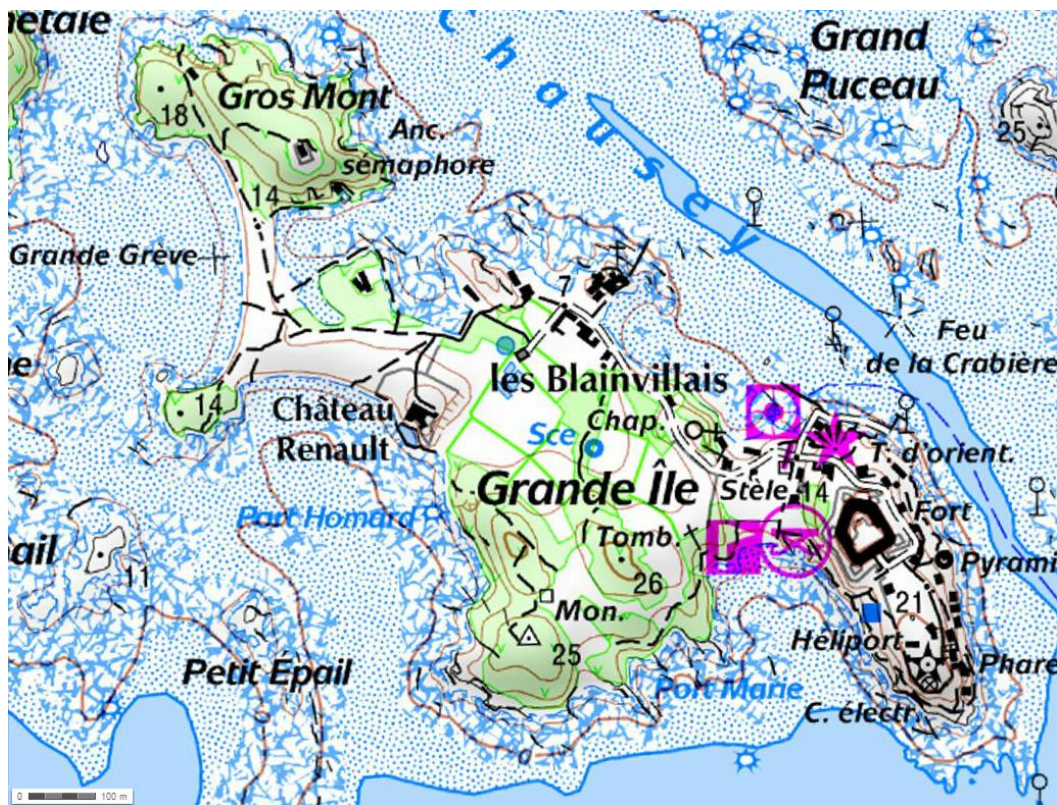 C h a u s e y
Grand
Puceau
Gros Mont
18
25
Anc.
sémaphore
14
Grande Grève
7
Feu
de la Crabière
les Blainvillais
14
Château
Renault
Chap.
Sce
T. d'orient.
Grande Île
Stèle
14
Fort
Port Homard
Tomb.
Pyrami
11
26
Mon.
21
25
Héliport
Petit Épail
Port Marie
Phare
C. électr.
0
100 m